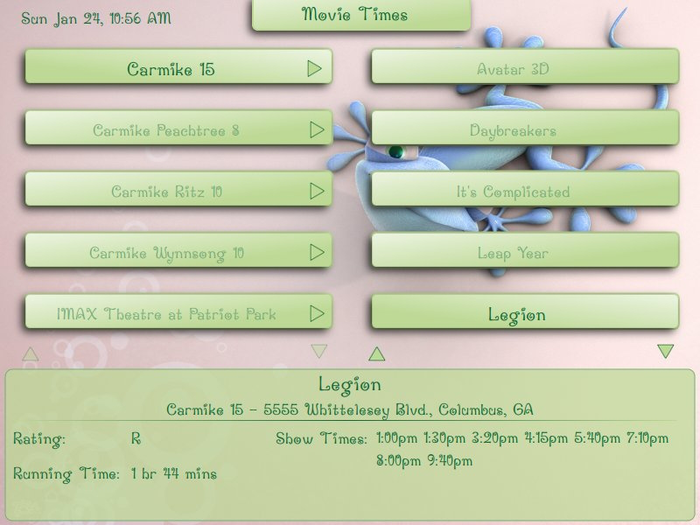 Sun Jan 24, 10:56 AM
Movie Times
Carmike 15
Avatar 3D
Carmike Peachtree 8
Daybreakers
Carmike Ritz 10
It's Complicated
Carmike Wynnsong 10
Leap Year
IMAX Theatre at Patriot Park
Legion
Legion
Carmike 15 - 5555 Whittelesey Blvd., Columbus, GA
Rating: R
Show Times: 1:00pm 1:30pm 3:20pm 4:15pm 5:40pm 7:10pm
8:00pm 9:40pm
Running Time: 1 hr 44 mins